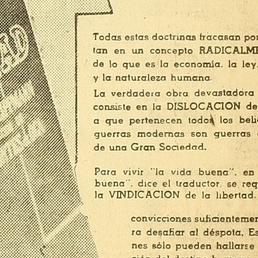 AD
Todas estas doctrinas fracasan por
tan en un concepto RADICALME
de lo que es la economía, la ley,
y la naturaleza humana.
La verdadera obra devastadora
consiste en la DISLOCACION de
a que pertenecen todos los beli
guerras modernas son guerras
de una Gran Sociedad.
Para vivir "la vida buena", en
buena", dice el traductor, se req
la VINDICACION de la libertad.
convicciones suficientemen
ra desafiar al déspota, Es
nes sólo pueden hallarse